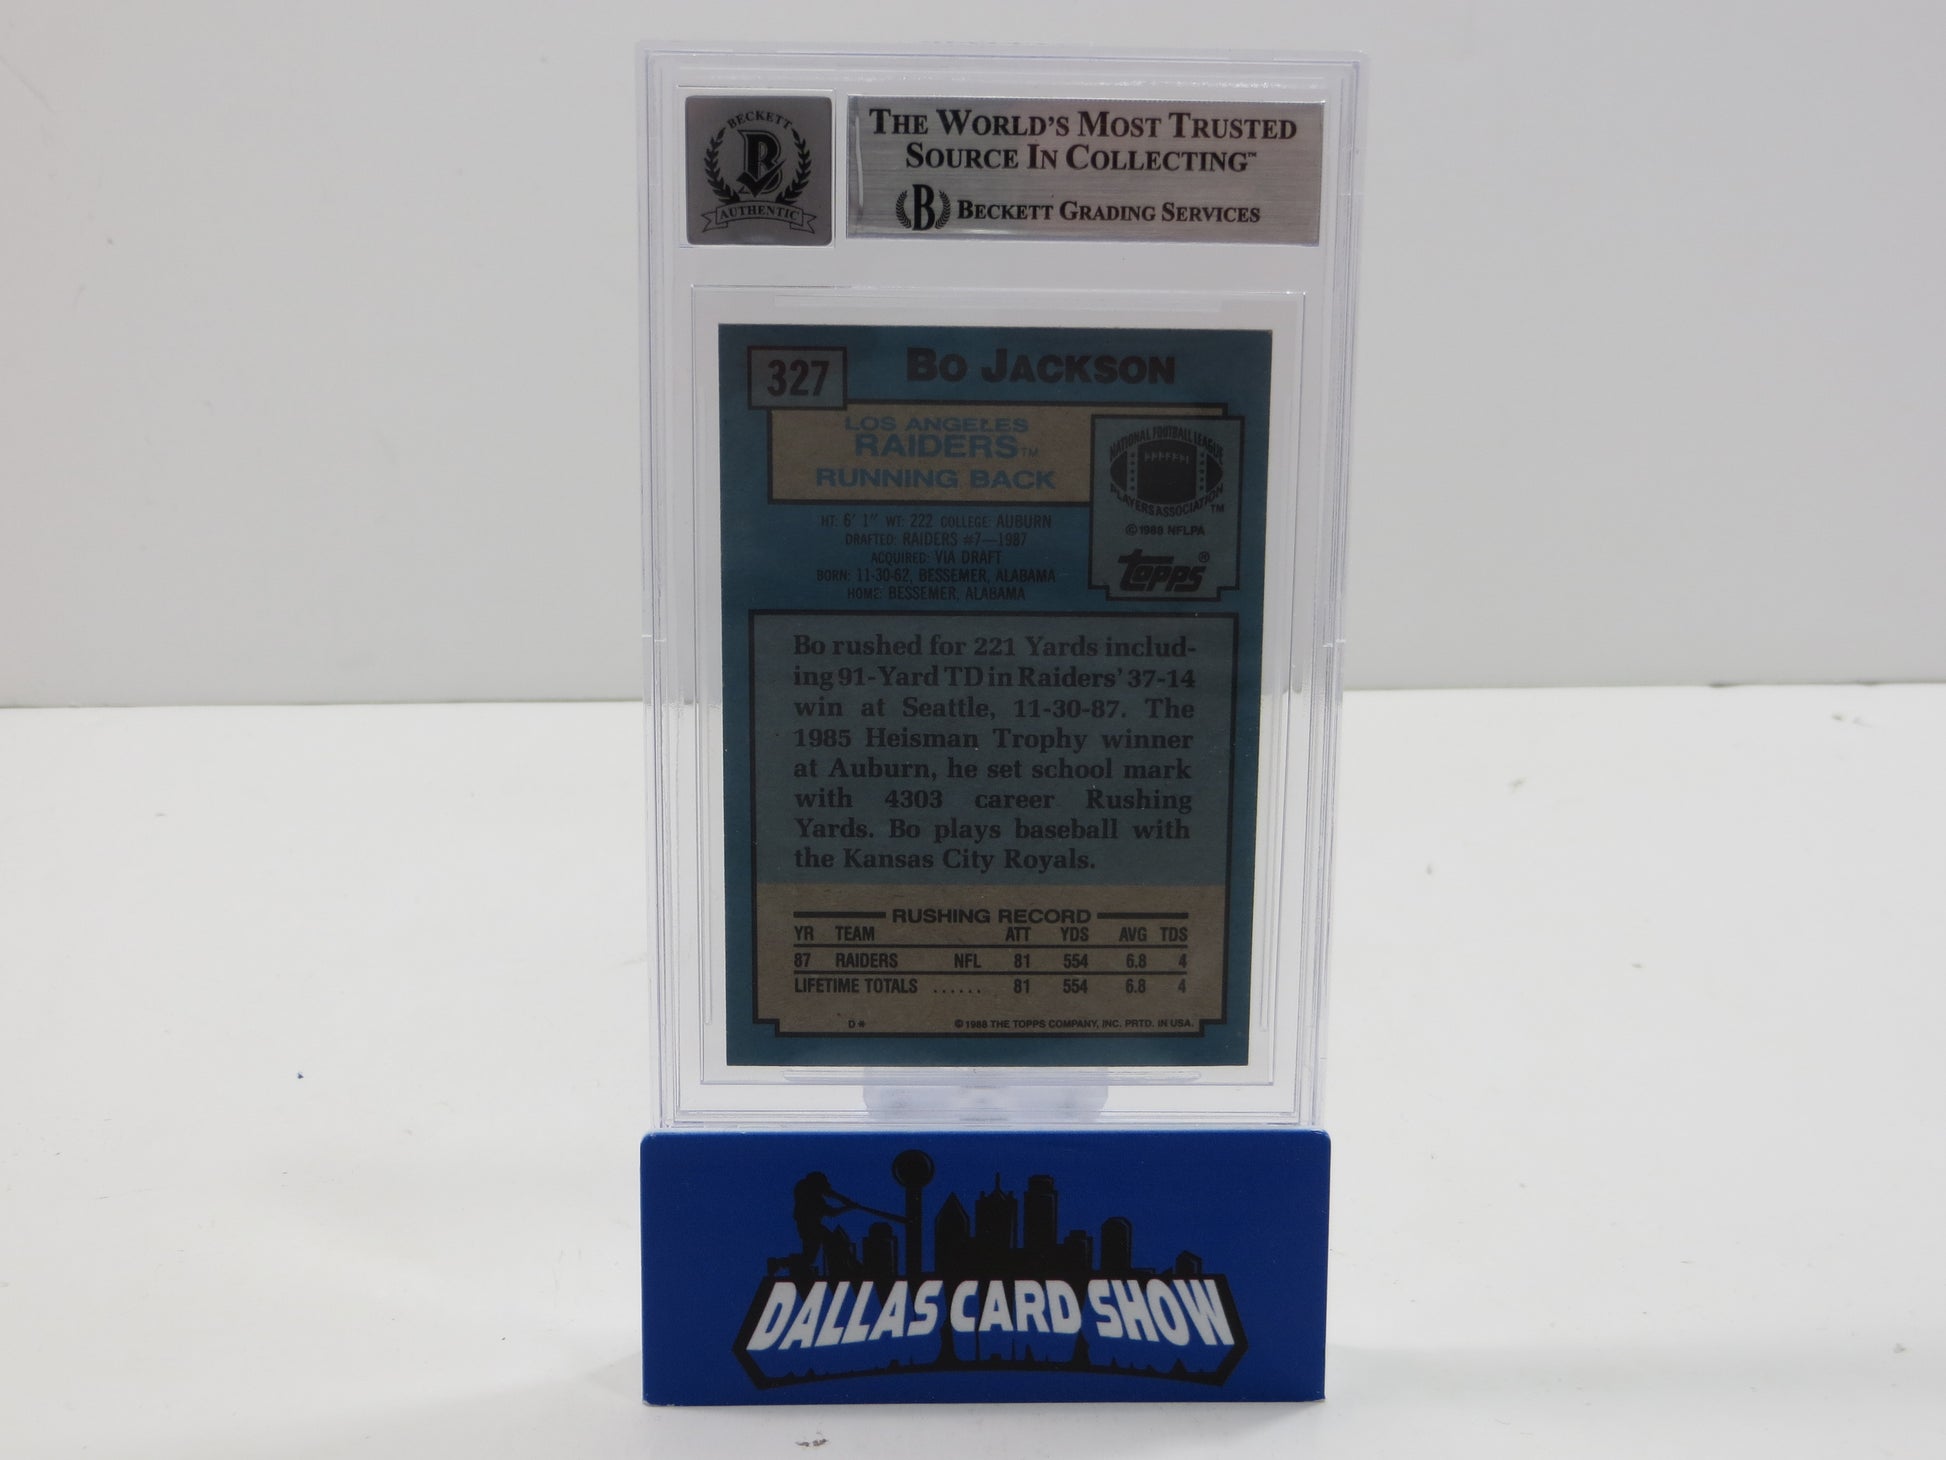 BECKETT
B
AUTHENTIC
THE WORLD'S MOST TRUSTED
SOURCE IN COLLECTING™
B BECKETT GRADING SERVICES
327 BO JACKSON
LOS ANGELES
RAIDERS™
RUNNING BACK
NATIONAL FOOTBALL LEAGUE
PLAYERS ASSOCIATION™
© 1988 NFLPA
topps®
HT: 6' 1" WT: 222 COLLEGE: AUBURN
DRAFTED: RAIDERS #7—1987
ACQUIRED: VIA DRAFT
BORN: 11-30-62, BESSEMER, ALABAMA
HOME: BESSEMER, ALABAMA
Bo rushed for 221 Yards includ-
ing 91-Yard TD in Raiders' 37-14
win at Seattle, 11-30-87. The
1985 Heisman Trophy winner
at Auburn, he set school mark
with 4303 career Rushing
Yards. Bo plays baseball with
the Kansas City Royals.
RUSHING RECORD
YR TEAM ATT YDS AVG TDS
87 RAIDERS NFL 81 554 6.8 4
LIFETIME TOTALS ...... 81 554 6.8 4
D* © 1988 THE TOPPS COMPANY, INC. PRTD. IN USA.
DALLAS CARD SHOW